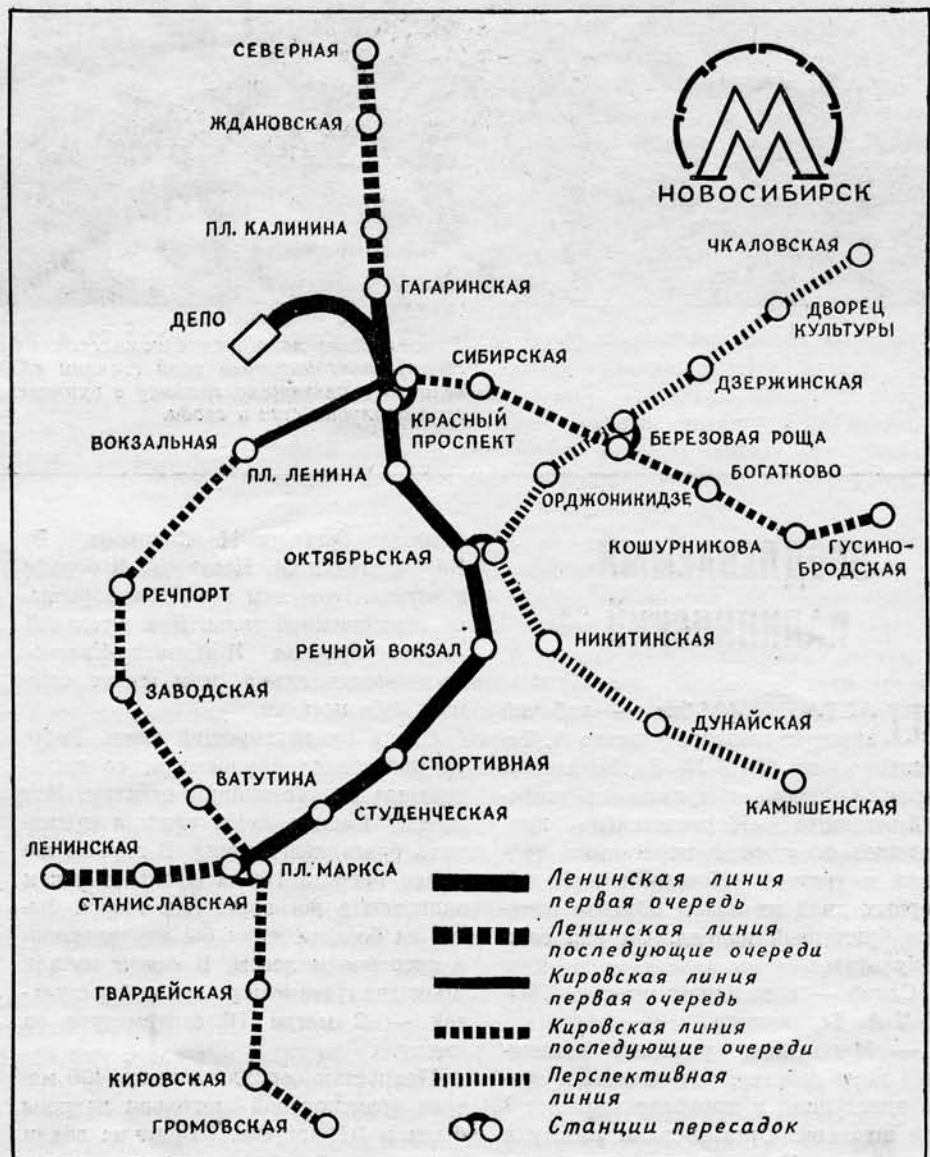 СЕВЕРНАЯ
ЖДАНОВСКАЯ
НОВОСИБИРСК
ПЛ. КАЛИНИНА
ЧКАЛОВСКАЯ
ГАГАРИНСКАЯ
ДЕПО
ДВОРЕЦ
КУЛЬТУРЫ
СИБИРСКАЯ
ДЗЕРЖИНСКАЯ
КРАСНЫЙ
ПРОСПЕКТ
ВОКЗАЛЬНАЯ
БЕРЕЗОВАЯ РОЩА
ПЛ. ЛЕНИНА
БОГАТКОВО
ОРДЖОНИКИДЗЕ
ОКТЯБРЬСКАЯ
КОШУРНИКОВА
ГУСИНО-
БРОДСКАЯ
РЕЧПОРТ
РЕЧНОЙ ВОКЗАЛ
НИКИТИНСКАЯ
ЗАВОДСКАЯ
ДУНАЙСКАЯ
СПОРТИВНАЯ
ВАТУТИНА
КАМЫШЕНСКАЯ
СТУДЕНЧЕСКАЯ
ЛЕНИНСКАЯ
СТАНИСЛАВСКАЯ
ПЛ. МАРКСА
ГВАРДЕЙСКАЯ
КИРОВСКАЯ
ГРОМОВСКАЯ
Ленинская линия
первая очередь
Ленинская линия
последующие очереди
Кировская линия
первая очередь
Кировская линия
последующие очереди
Перспективная
линия
Станции пересадок